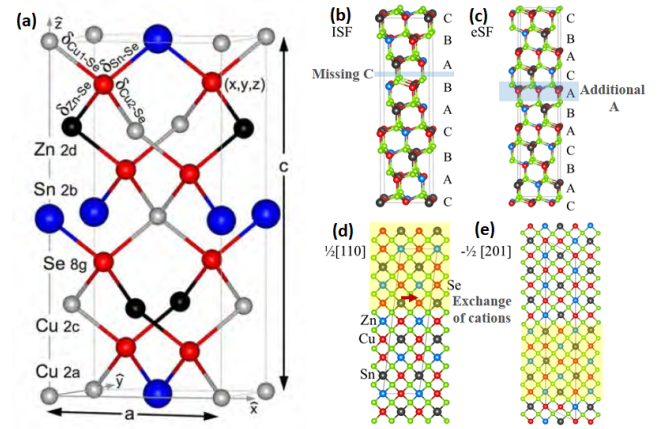 (a)
ẑ
δCu1-Se
δSn-Se
δCu2-Se
δZn-Se
(x,y,z)
Zn 2d
Sn 2b
Se 8g
Cu 2c
Cu 2a
c
ŷ
x̂
a
(b)
ISF
C
B
A
Missing C
B
A
C
B
A
C
(c)
eSF
C
B
A
C
A
Additional
A
B
C
B
A
C
(d)
½[110]
Se
Zn
Cu
Sn
Exchange
of cations
(e)
-½ [201]